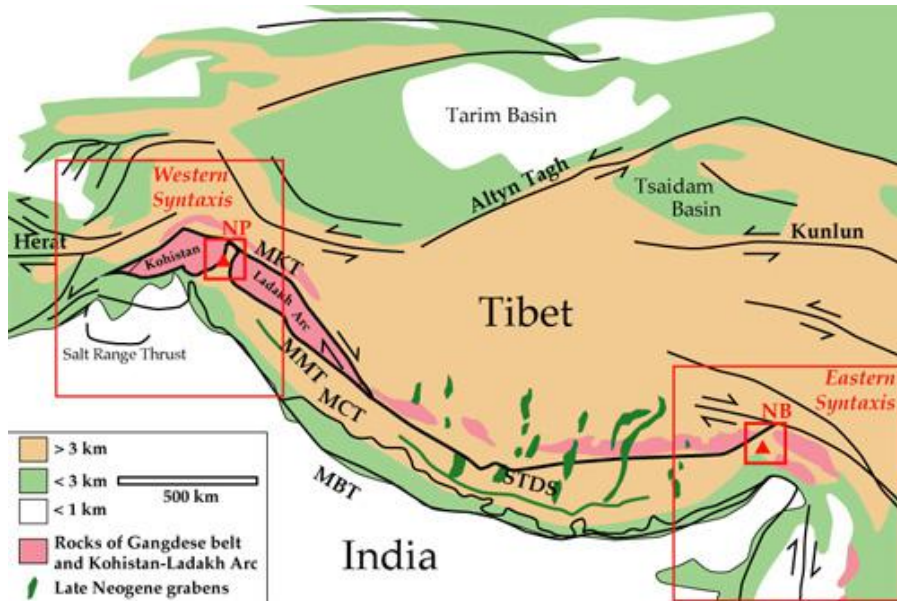 Tarim Basin
Western
Syntaxis
Altyn Tagh
Tsaidam
Basin
Herat
NP
Kunlun
Kohistan
MKT
Ladakh
Arc
Tibet
Salt Range Thrust
MMT
MCT
Eastern
Syntaxis
NB
> 3 km
< 3 km
500 km
< 1 km
MBT
STDS
India
Rocks of Gangdese belt
and Kohistan-Ladakh Arc
Late Neogene grabens